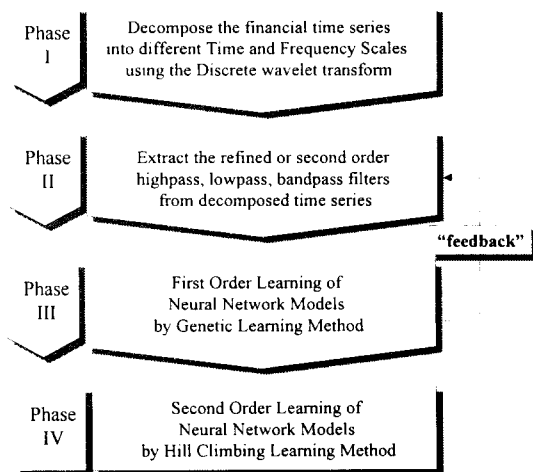 Phase
I
Decompose the financial time series
into different Time and Frequency Scales
using the Discrete wavelet transform
Phase
II
Extract the refined or second order
highpass, lowpass, bandpass filters
from decomposed time series
"feedback"
Phase
III
First Order Learning of
Neural Network Models
by Genetic Learning Method
Phase
IV
Second Order Learning of
Neural Network Models
by Hill Climbing Learning Method